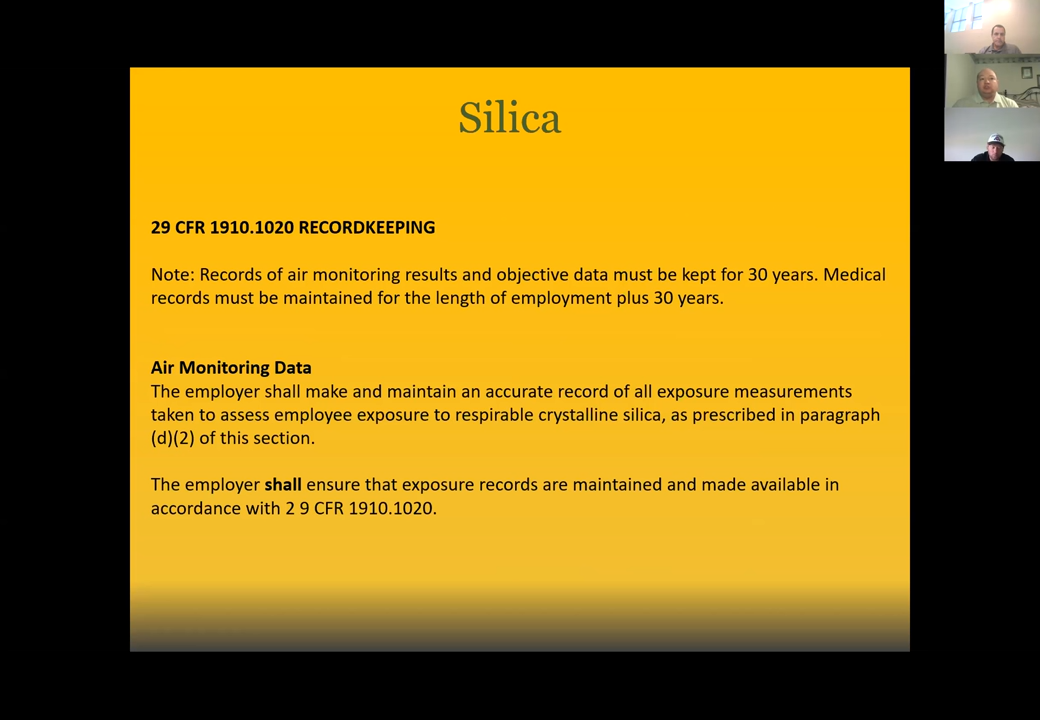 Silica
29 CFR 1910.1020 RECORDKEEPING
Note: Records of air monitoring results and objective data must be kept for 30 years. Medical
records must be maintained for the length of employment plus 30 years.
Air Monitoring Data
The employer shall make and maintain an accurate record of all exposure measurements
taken to assess employee exposure to respirable crystalline silica, as prescribed in paragraph
(d)(2) of this section.
The employer shall ensure that exposure records are maintained and made available in
accordance with 2 9 CFR 1910.1020.